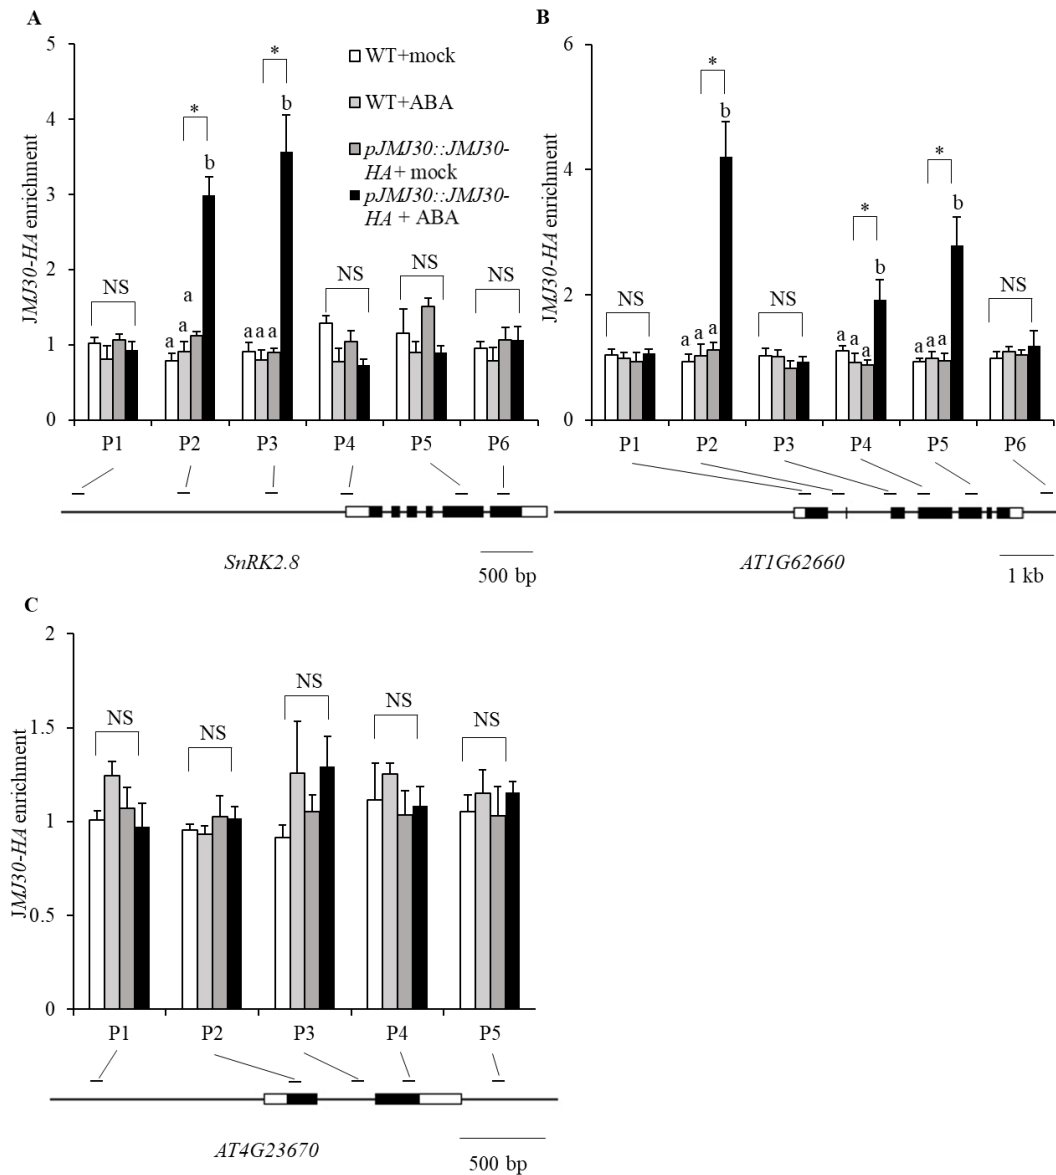 A
JMJ30-HA enrichment
5
4
3
2
1
0
WT+mock
WT+ABA
pJMJ30::JMJ30-
HA+ mock
pJMJ30::JMJ30-
HA + ABA
*
*
NS
a
a
a
b
a a a
b
NS
NS
NS
P1 P2 P3 P4 P5 P6
SnRK2.8
500 bp
B
JMJ30-HA enrichment
6
4
2
0
NS
*
a a a
b
NS
*
a a a
b
*
a a a
b
NS
P1 P2 P3 P4 P5 P6
AT1G62660
1 kb
C
JMJ30-HA enrichment
2
1.5
1
0.5
0
NS
NS
NS
NS
NS
P1 P2 P3 P4 P5
AT4G23670
500 bp